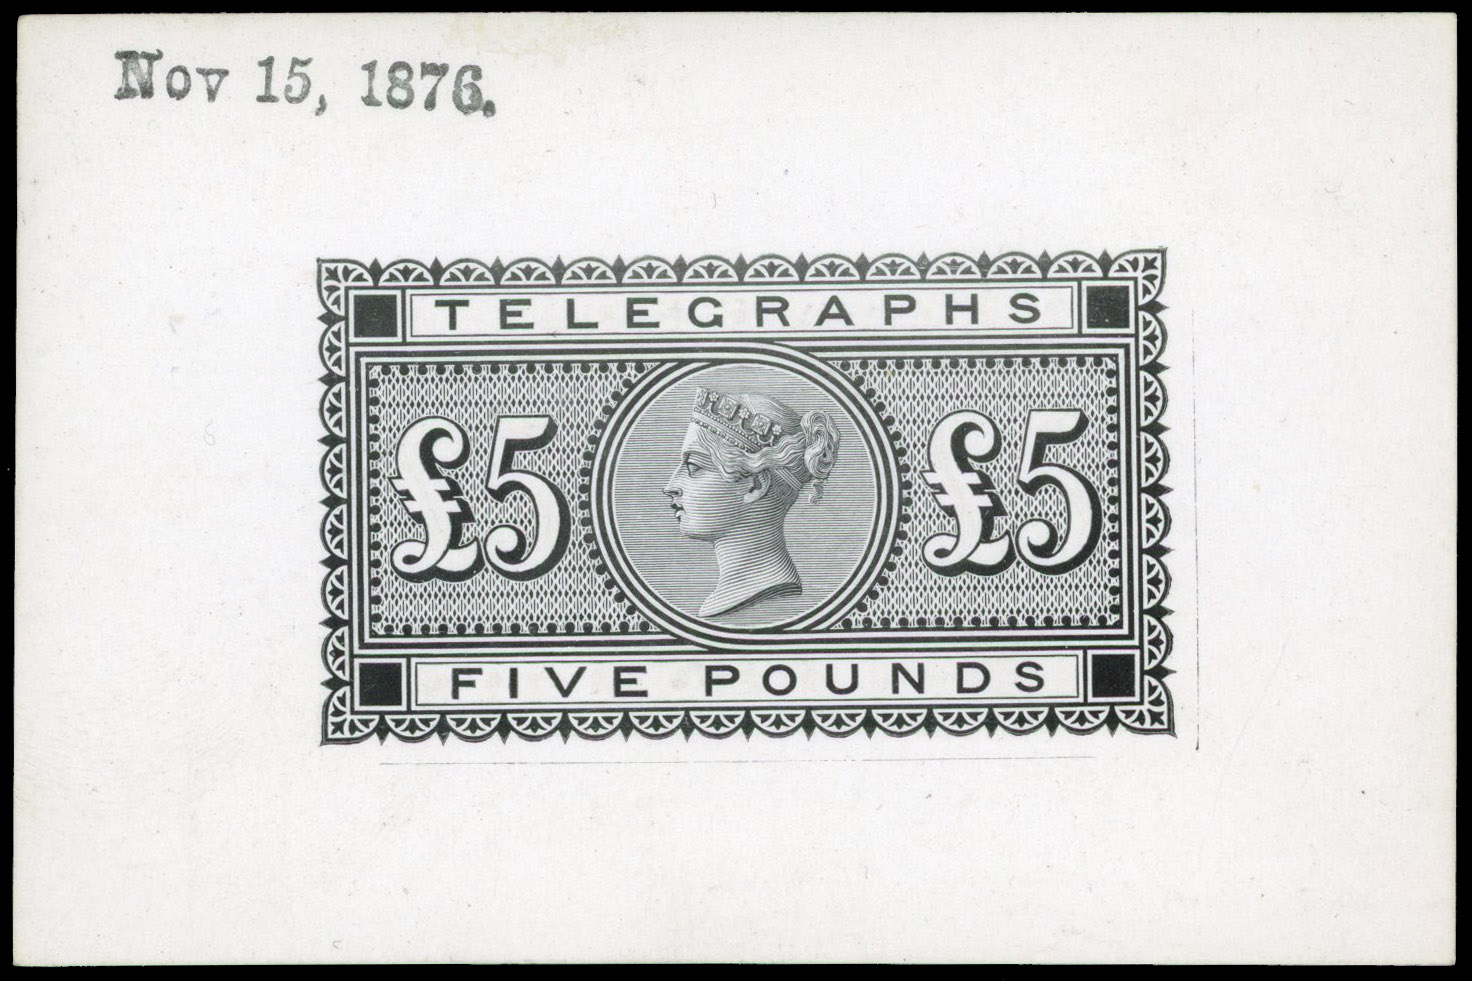 Nov 15, 1876.
TELEGRAPHS
£5 £5
FIVE POUNDS